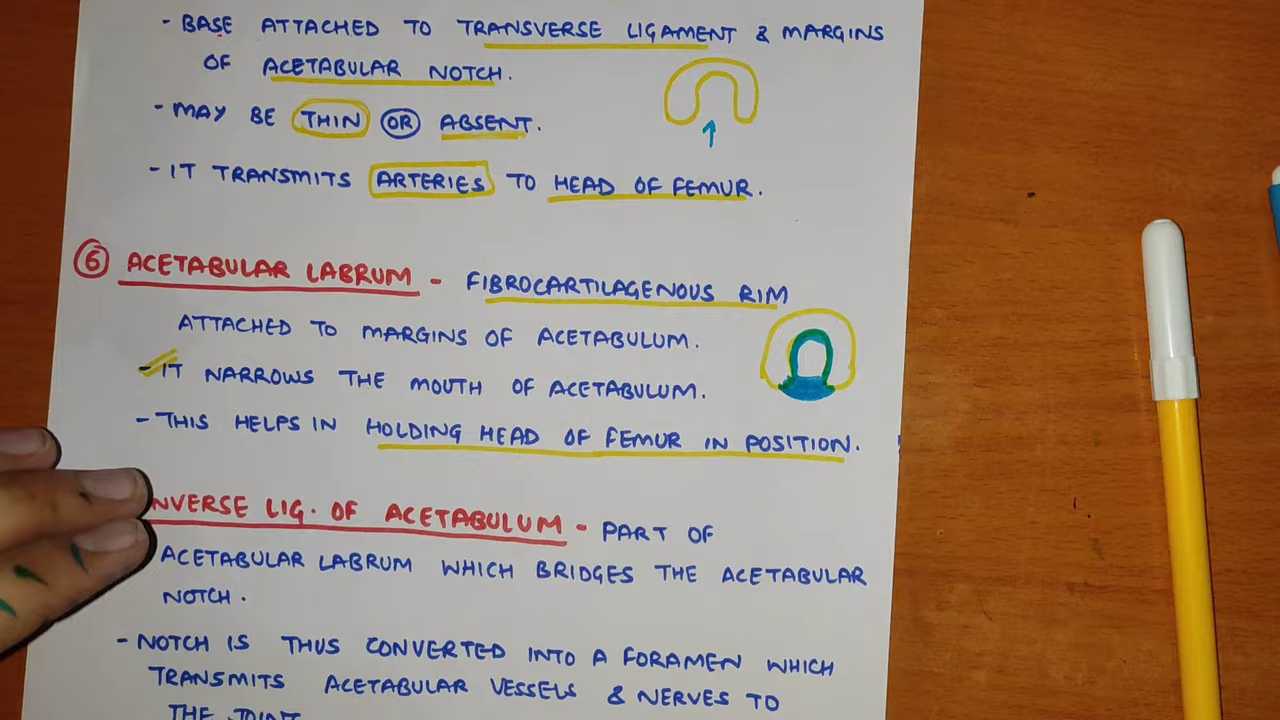 - BASE ATTACHED TO TRANSVERSE LIGAMENT & MARGINS
OF ACETABULAR NOTCH.
- MAY BE THIN OR ABSENT.
- IT TRANSMITS ARTERIES TO HEAD OF FEMUR.
6 ACETABULAR LABRUM - FIBROCARTILAGENOUS RIM
ATTACHED TO MARGINS OF ACETABULUM.
- IT NARROWS THE MOUTH OF ACETABULUM.
- THIS HELPS IN HOLDING HEAD OF FEMUR IN POSITION.
NVERSE LIG. OF ACETABULUM - PART OF
ACETABULAR LABRUM WHICH BRIDGES THE ACETABULAR
NOTCH.
- NOTCH IS THUS CONVERTED INTO A FORAMEN WHICH
TRANSMITS ACETABULAR VESSELS & NERVES TO
THE JOINT